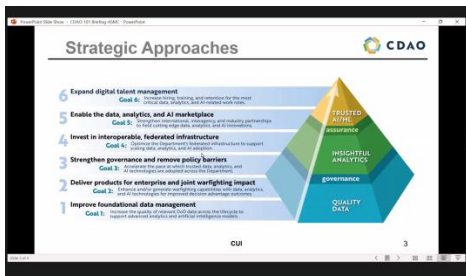 PowerPoint Slide Show - CDAO 101 Briefing ASMC - PowerPoint
Strategic Approaches
CDAO
6 Expand digital talent management
Goal 6: Increase hiring, training, and retention for the most
critical data, analytics, and AI-related work roles.
5 Enable the data, analytics, and AI marketplace
Goal 5: Strengthen international, interagency, and industry partnerships
to field cutting-edge data, analytics, and AI innovations
4 Invest in interoperable, federated infrastructure
Goal 4: Optimize the Department's federated infrastructure to support
scaling data, analytics, and AI adoption.
3 Strengthen governance and remove policy barriers
Goal 3: Accelerate the pace at which trusted data, analytics, and
AI technologies are adopted across the Department.
2 Deliver products for enterprise and joint warfighting impact
Goal 2: Enhance and/or generate warfighting capabilities with data, analytics,
and AI technologies for improved decision advantage outcomes.
1 Improve foundational data management
Goal 1: Increase the quality of relevant DoD data across the lifecycle to
support advanced analytics and artificial intelligence models.
TRUSTED
AI/ML
assurance
INSIGHTFUL
ANALYTICS
governance
QUALITY
DATA
CUI
3